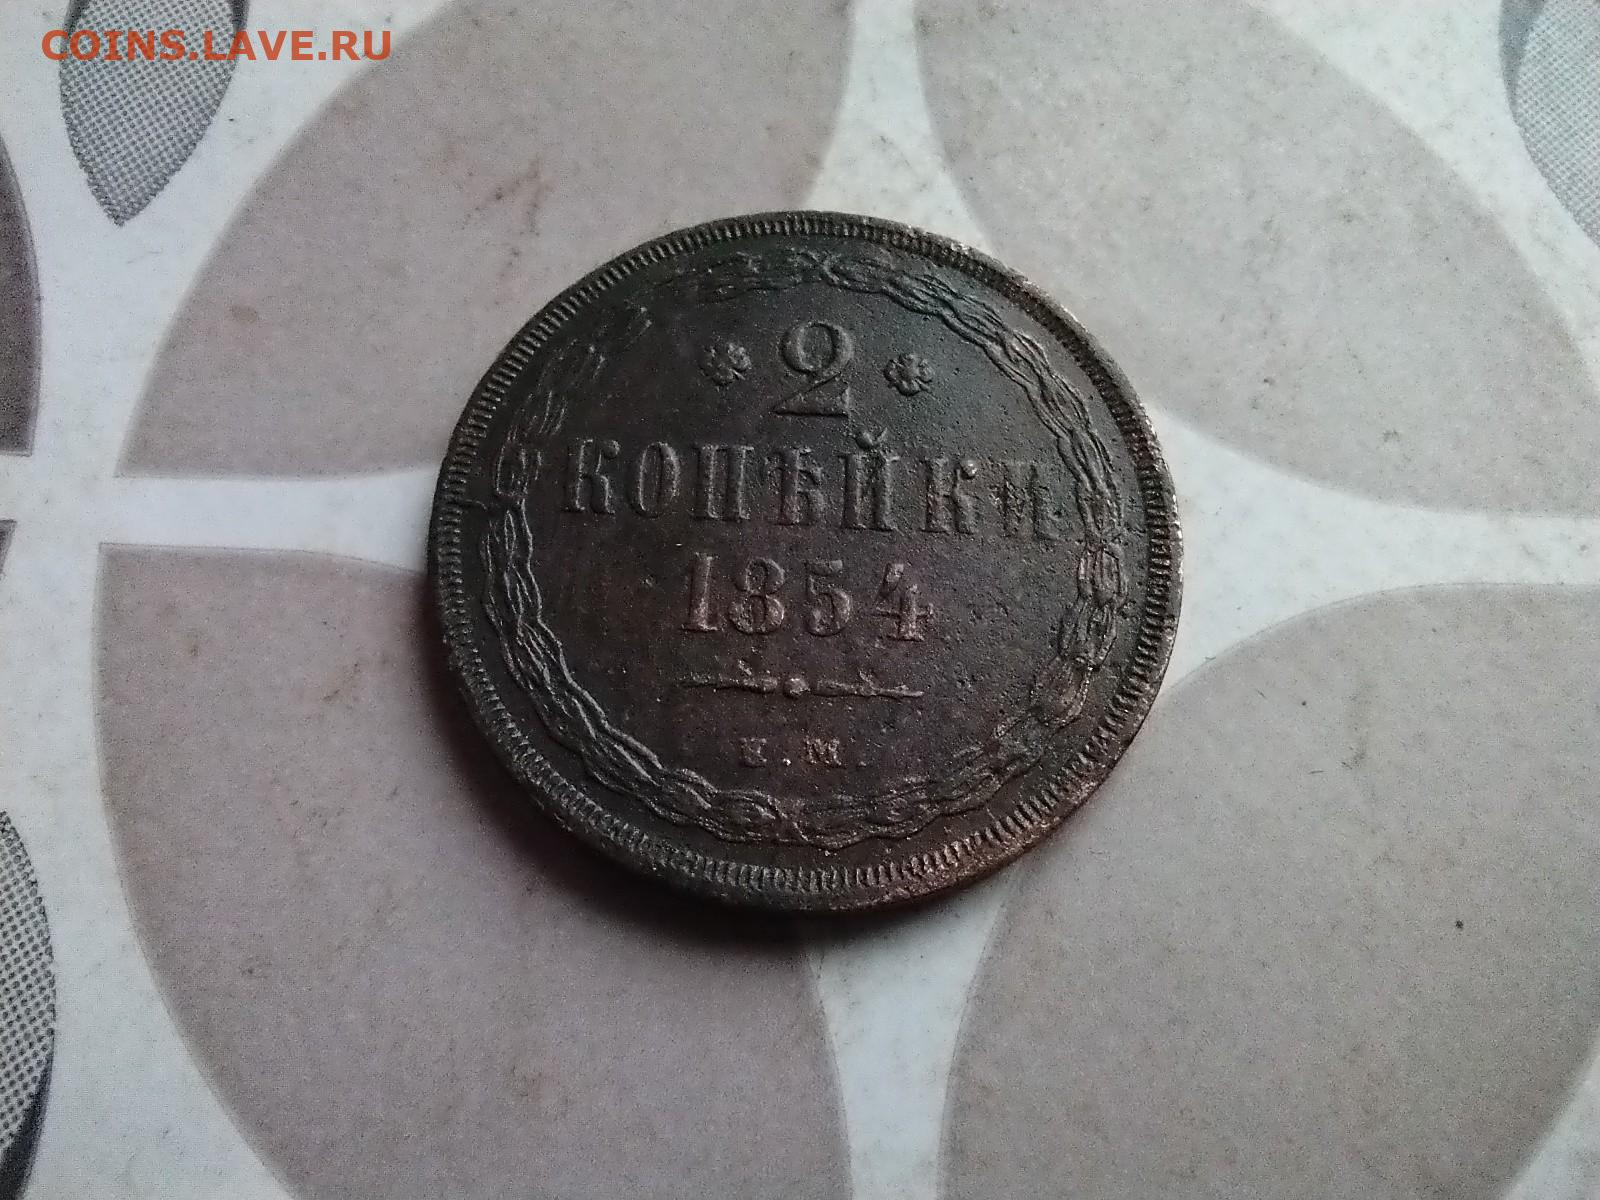 COINS.LAVE.RU
2
КОПѢЙКИ
1854
Е.М.